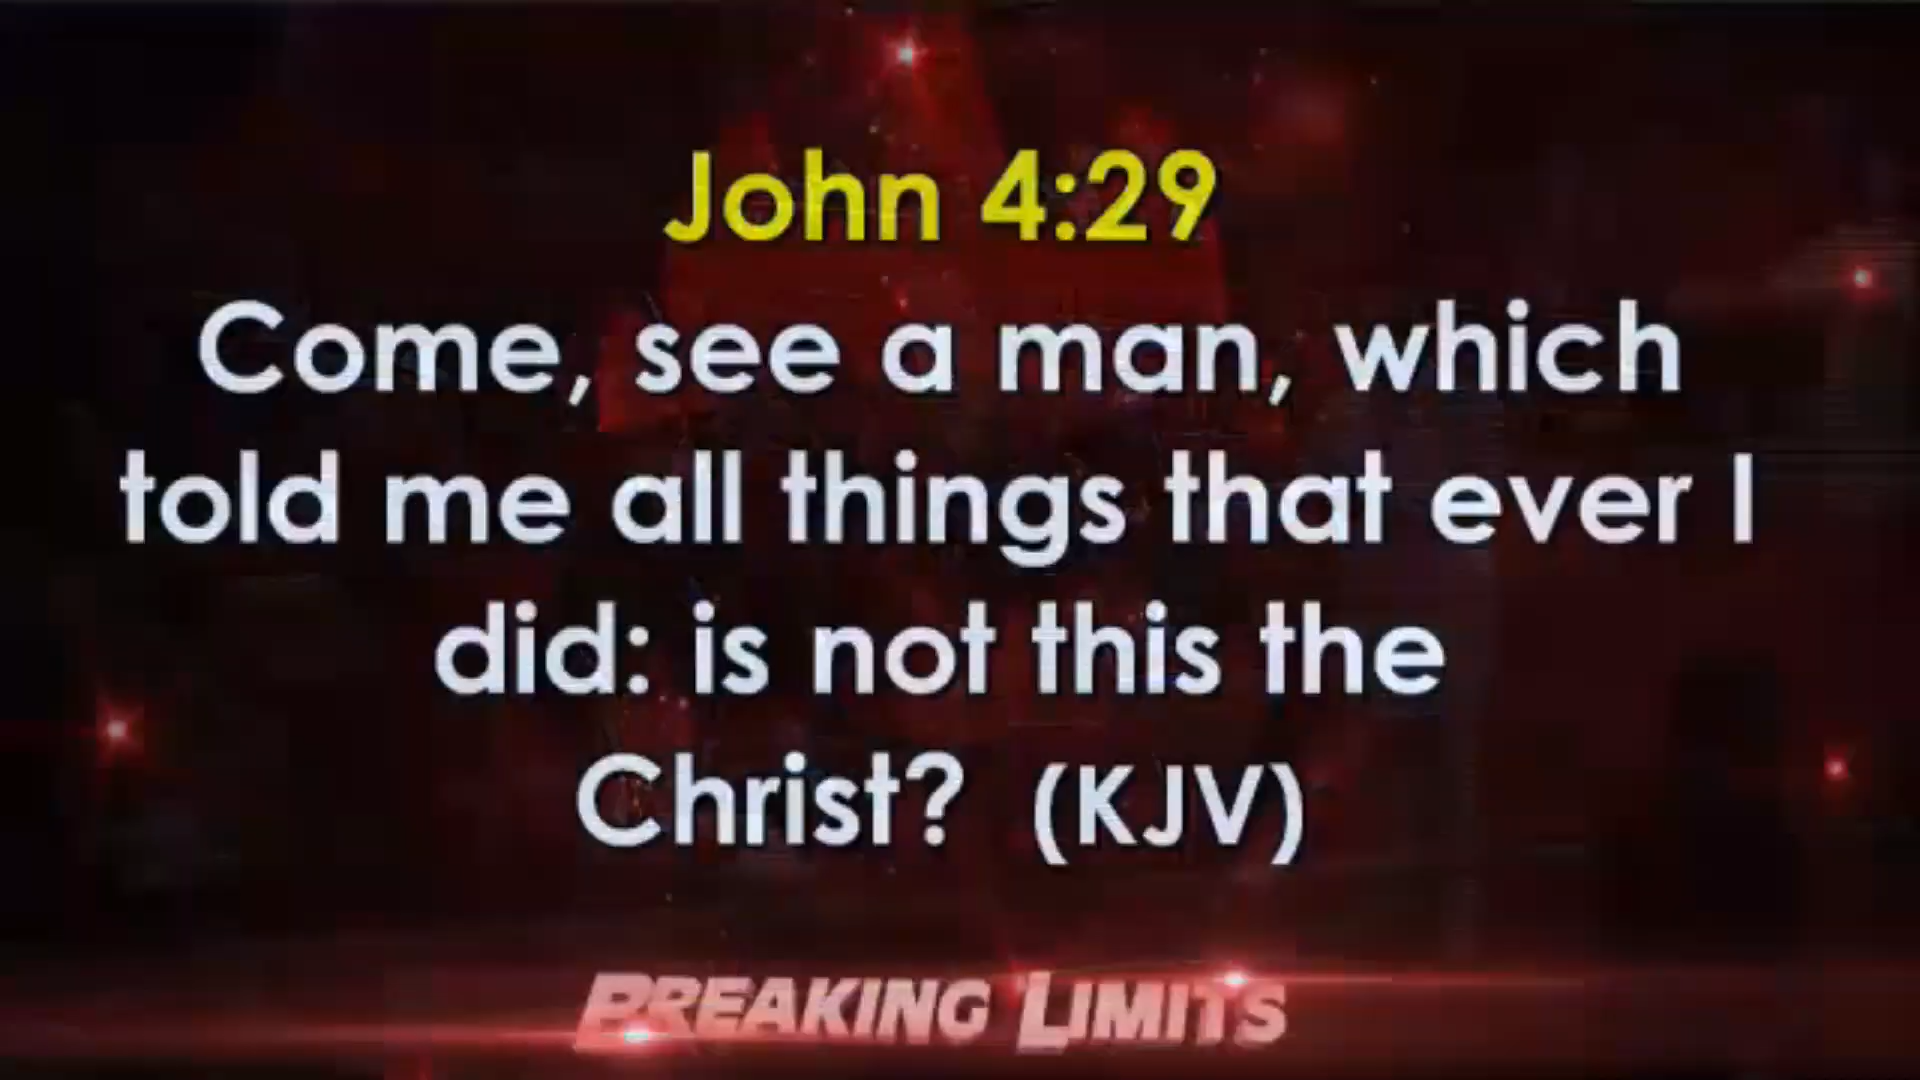 John 4:29
Come, see a man, which
told me all things that ever I
did: is not this the
Christ? (KJV)
BREAKING LIMITS